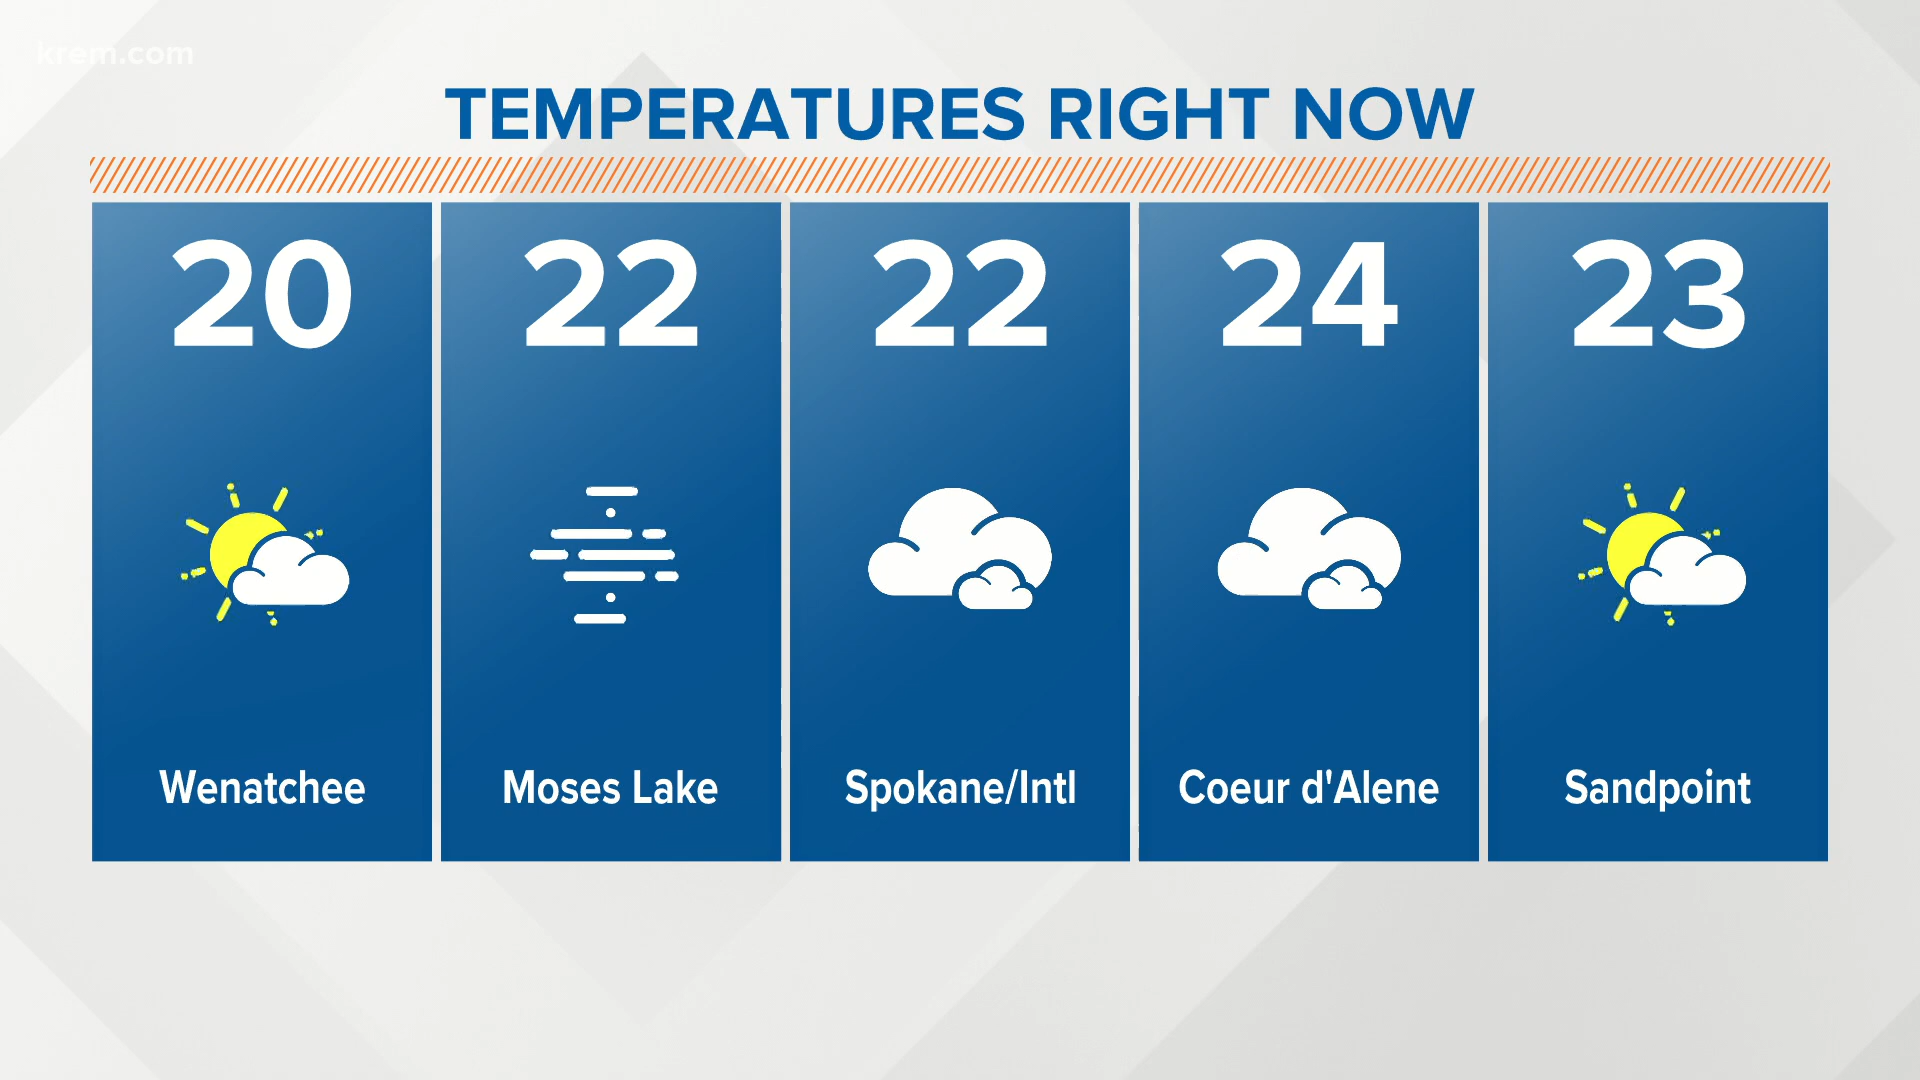 krem.com
TEMPERATURES RIGHT NOW
20 22 22 24 23
Wenatchee Moses Lake Spokane/Intl Coeur d'Alene Sandpoint